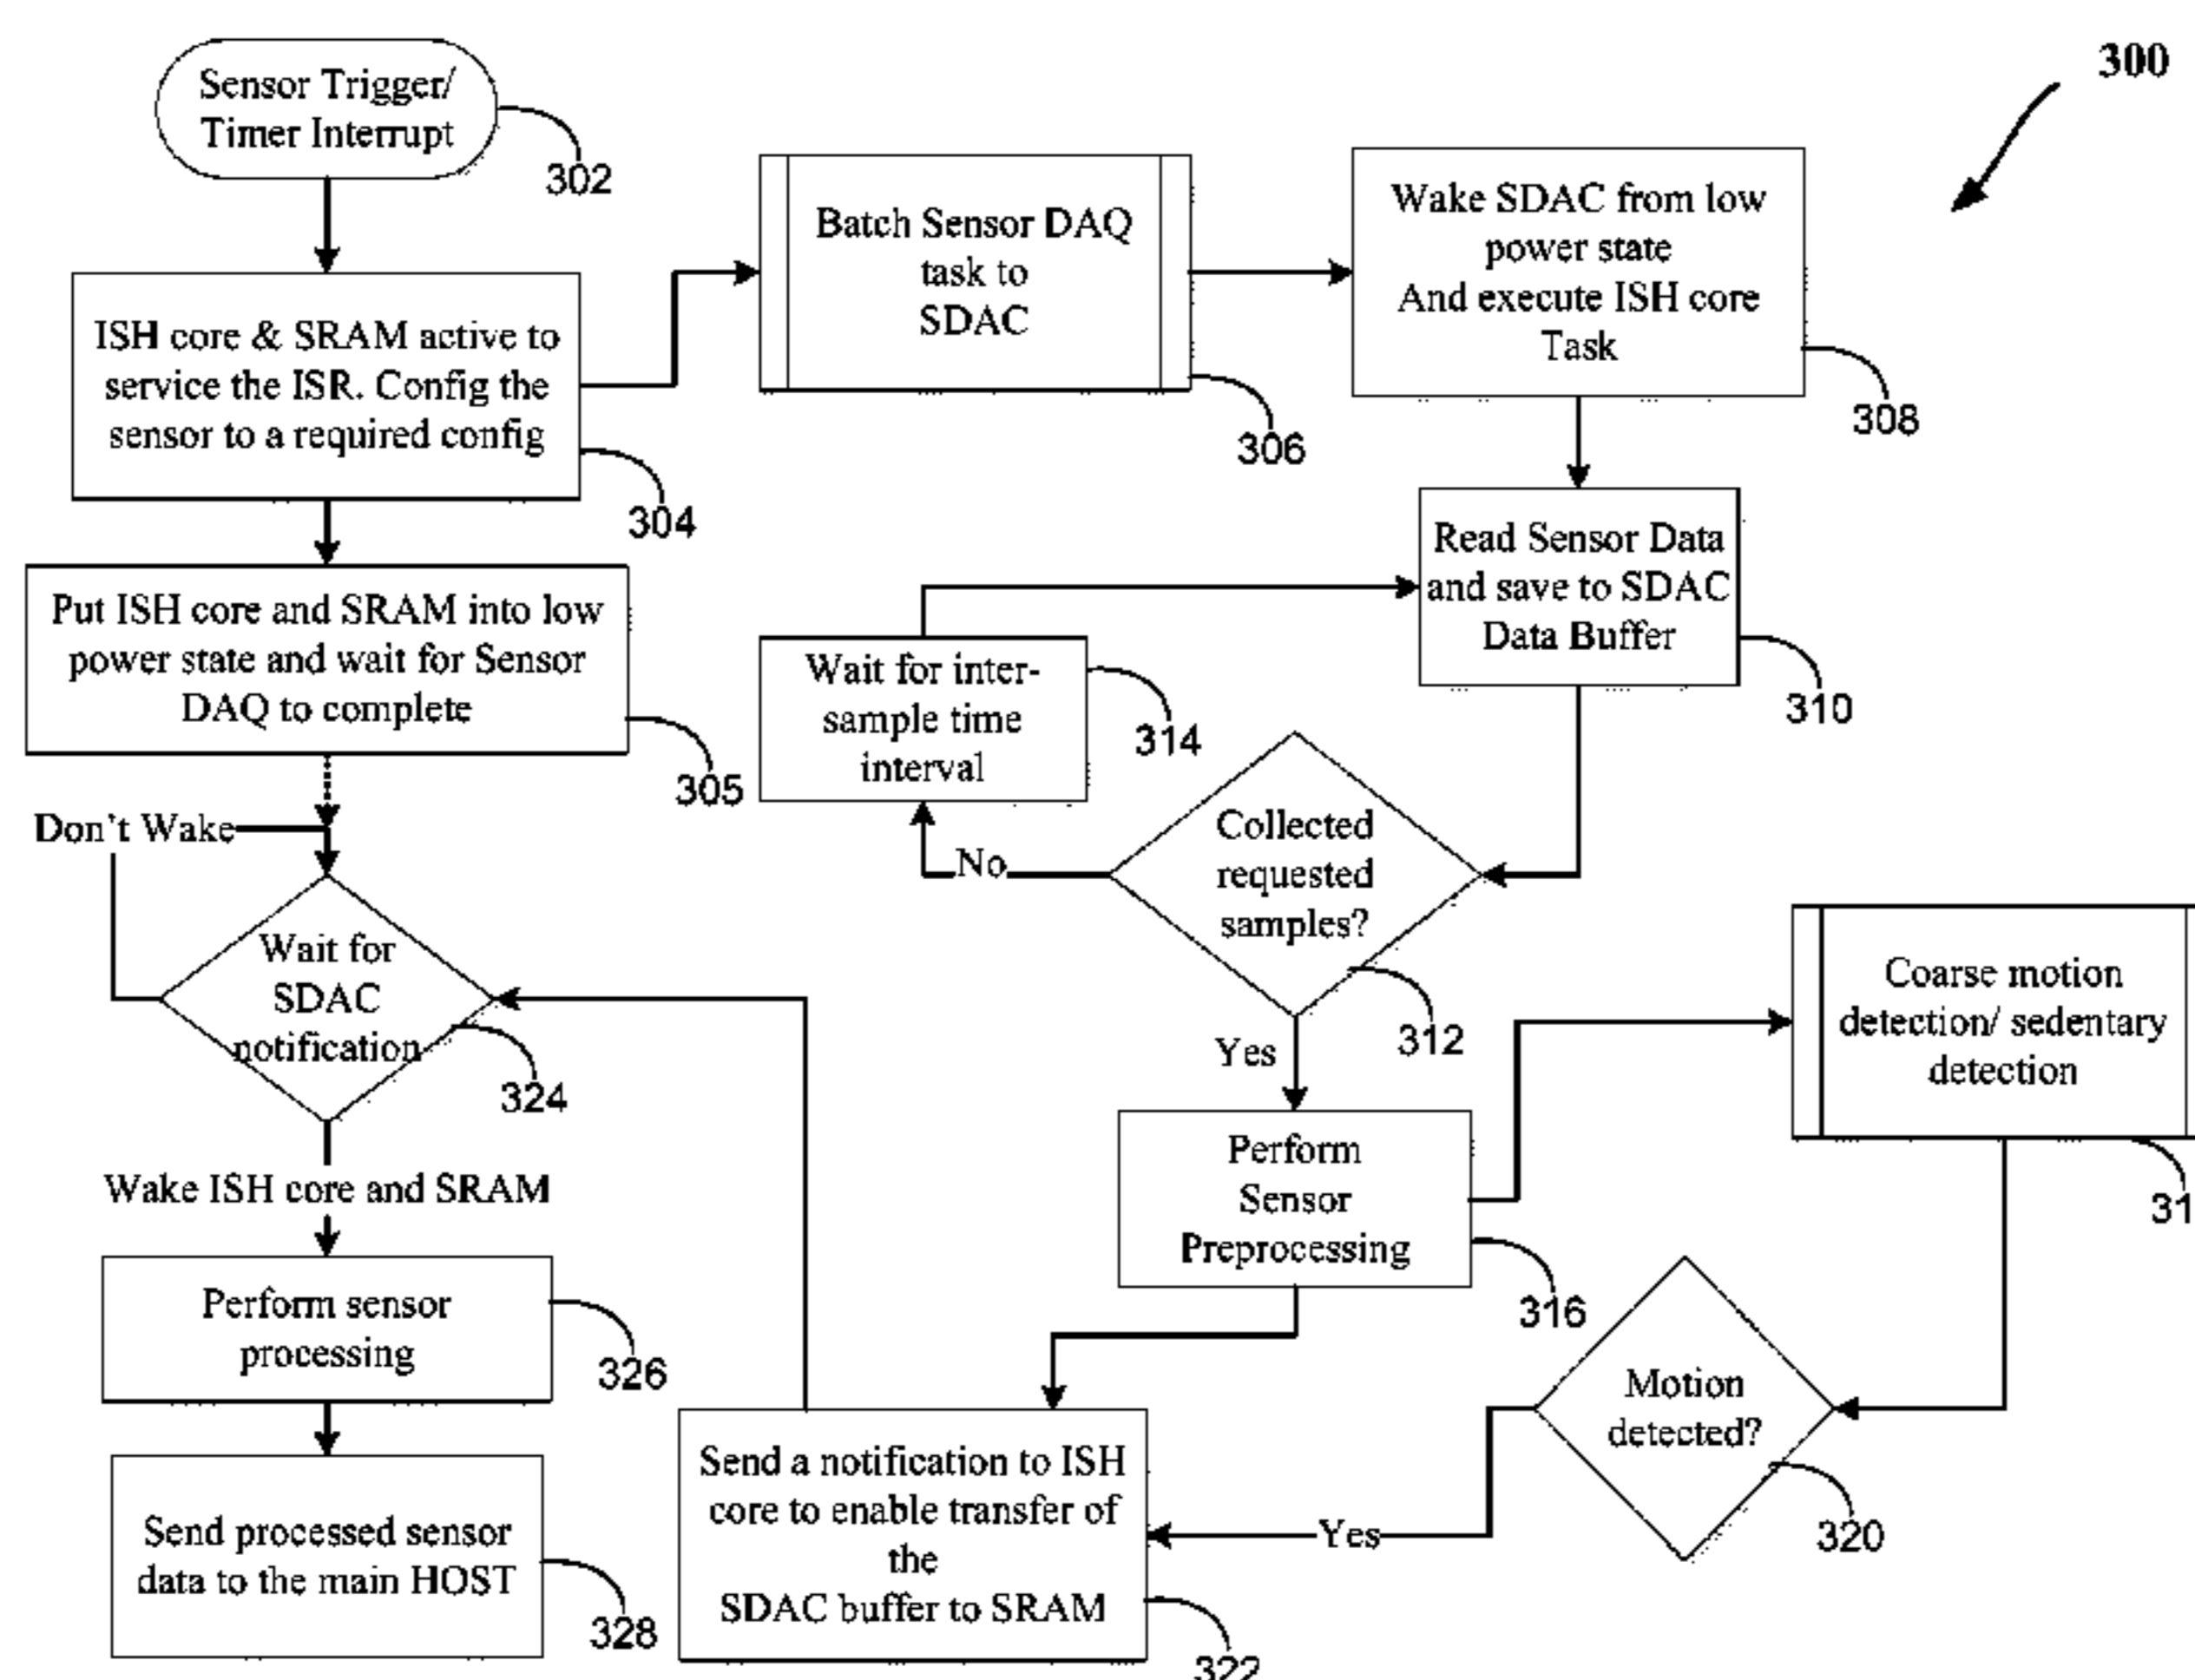 300
Sensor Trigger/
Timer Interrupt
302
ISH core & SRAM active to
service the ISR. Config the
sensor to a required config
304
Batch Sensor DAQ
task to
SDAC
306
Wake SDAC from low
power state
And execute ISH core
Task
308
Put ISH core and SRAM into low
power state and wait for Sensor
DAQ to complete
305
Read Sensor Data
and save to SDAC
Data Buffer
310
Wait for inter-
sample time
interval
314
Collected
requested
samples?
312
No
Yes
Don't Wake
Wait for
SDAC
notification
324
Coarse motion
detection/ sedentary
detection
31
Perform
Sensor
Preprocessing
316
Wake ISH core and SRAM
Perform sensor
processing
326
Motion
detected?
320
Yes
Send a notification to ISH
core to enable transfer of
the
SDAC buffer to SRAM
322
Send processed sensor
data to the main HOST
328